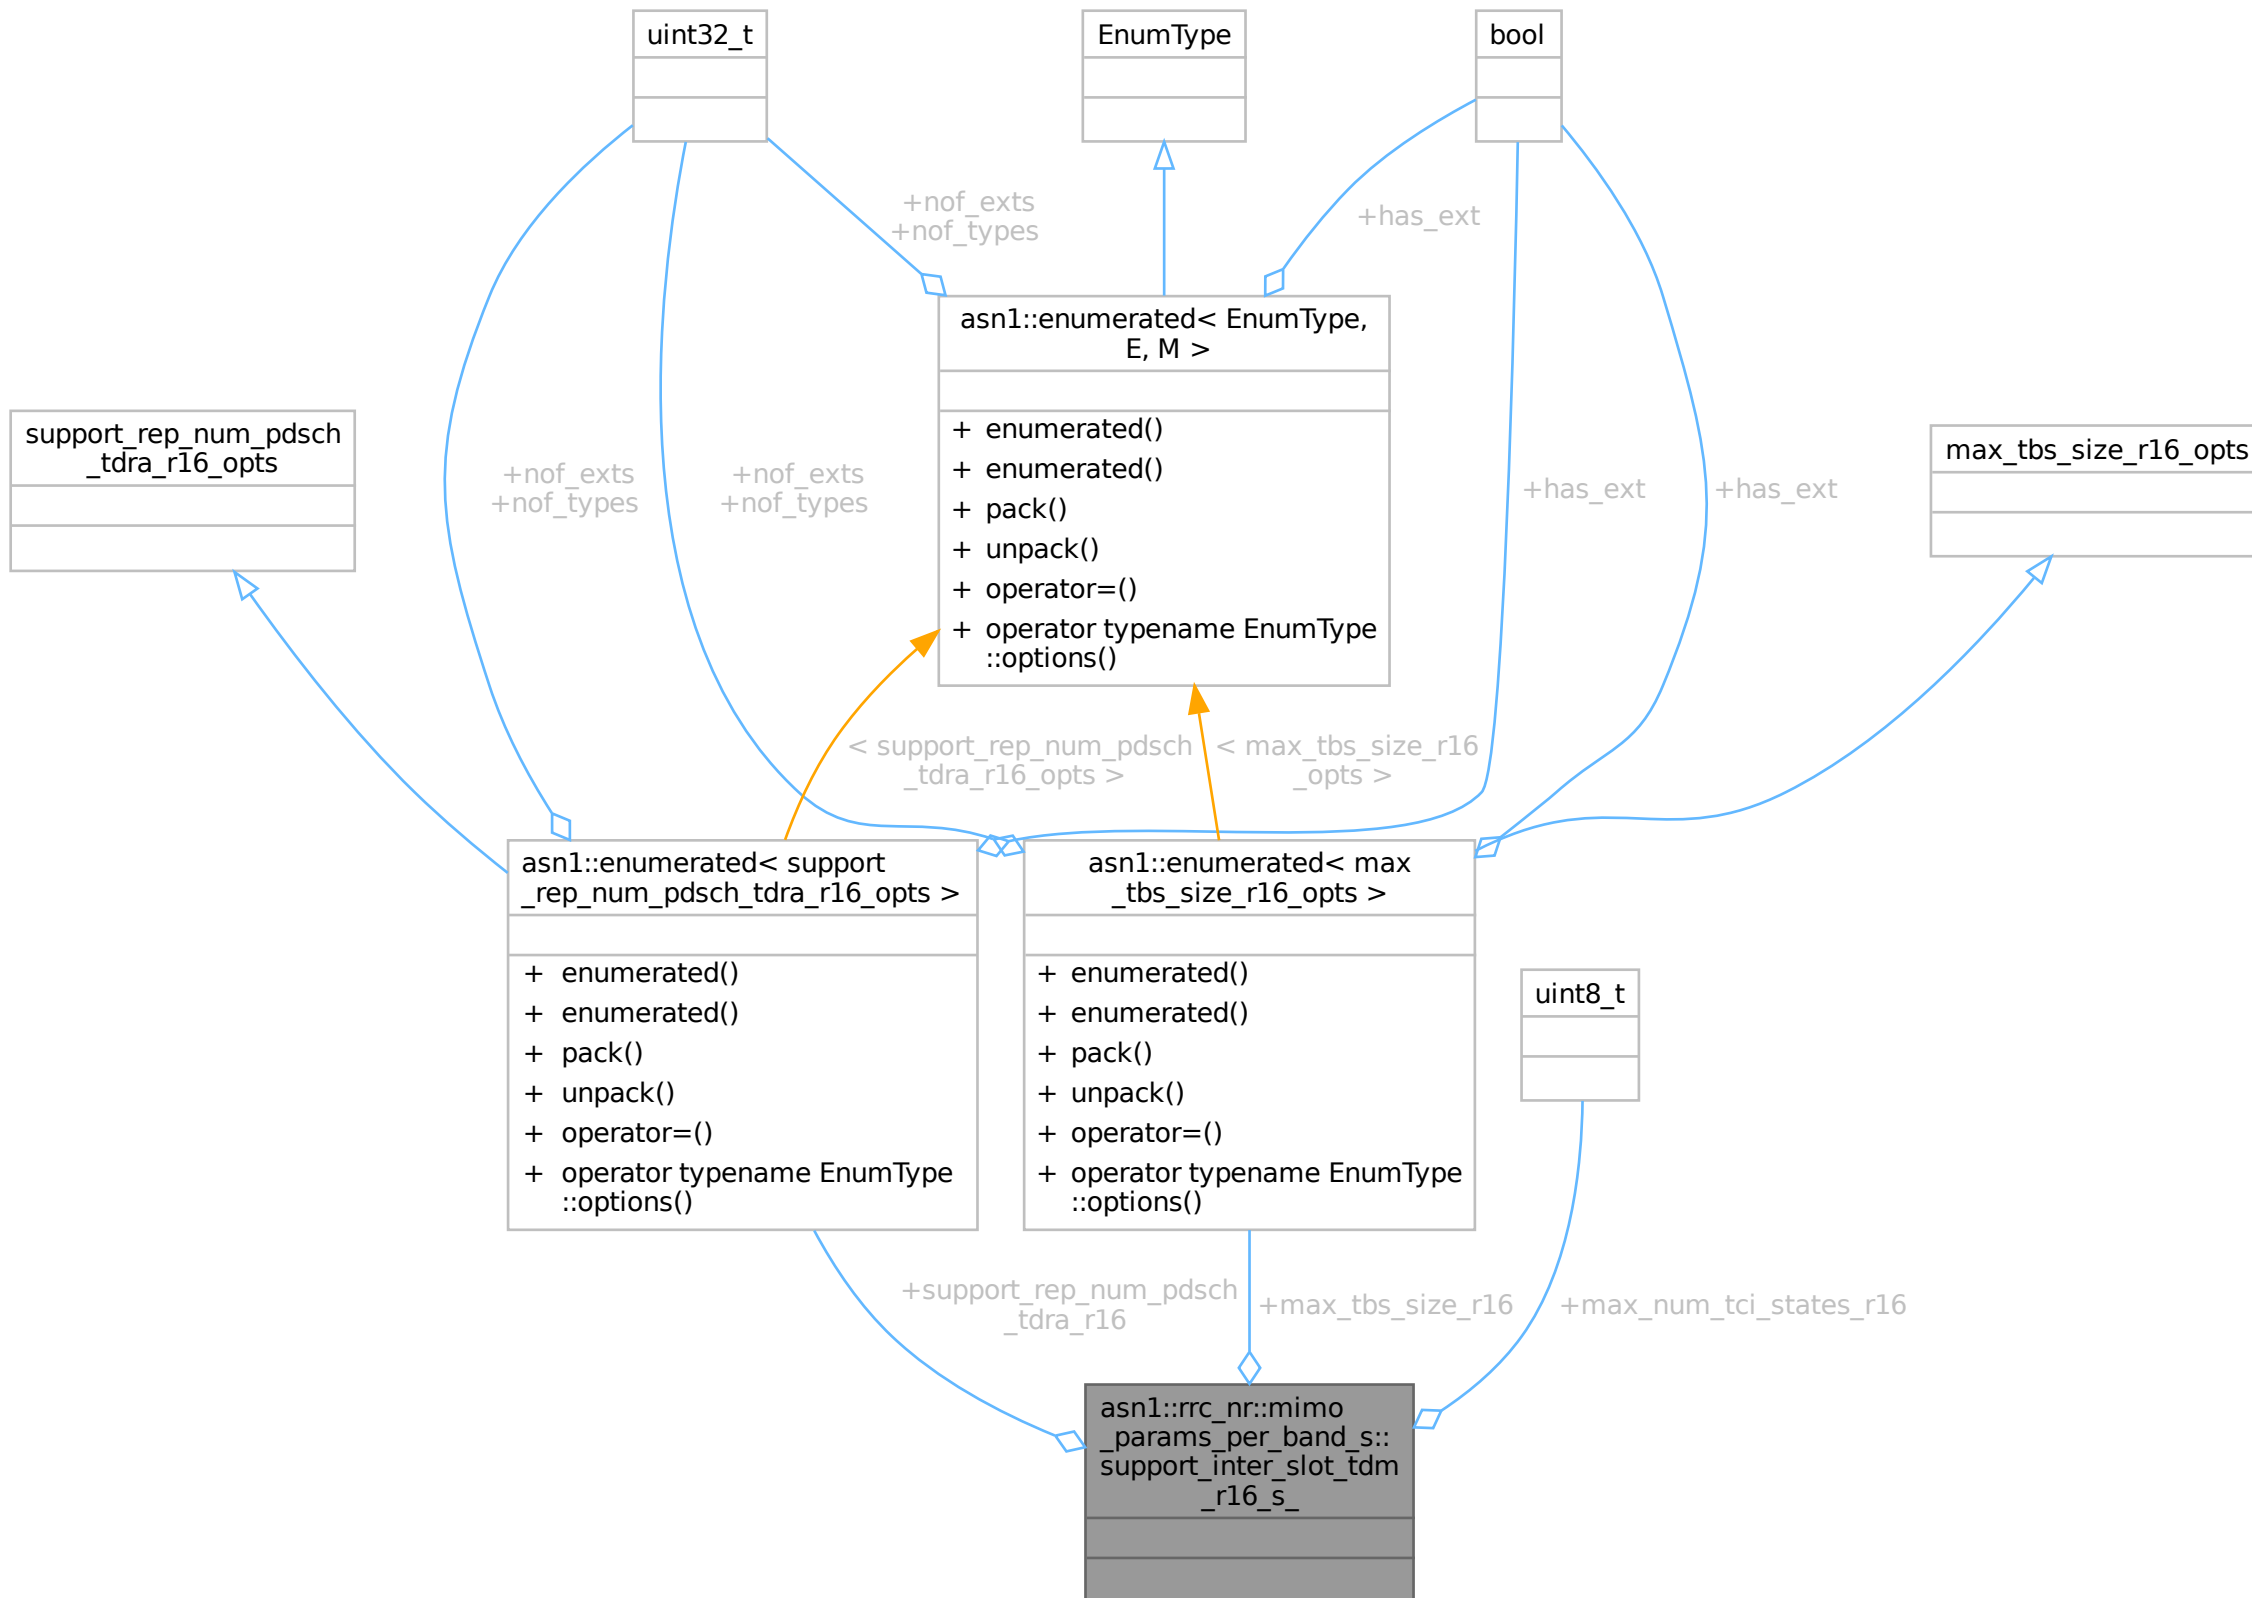 uint32_t
EnumType
bool
+nof_exts
+nof_types
+has_ext
asn1::enumerated< EnumType,
E, M >
+ enumerated()
+ enumerated()
+ pack()
+ unpack()
+ operator=()
+ operator typename EnumType
::options()
support_rep_num_pdsch
_tdra_r16_opts
max_tbs_size_r16_opts
+nof_exts
+nof_types
+nof_exts
+nof_types
+has_ext
+has_ext
< support_rep_num_pdsch
_tdra_r16_opts >
< max_tbs_size_r16
_opts >
asn1::enumerated< support
_rep_num_pdsch_tdra_r16_opts >
+ enumerated()
+ enumerated()
+ pack()
+ unpack()
+ operator=()
+ operator typename EnumType
::options()
asn1::enumerated< max
_tbs_size_r16_opts >
+ enumerated()
+ enumerated()
+ pack()
+ unpack()
+ operator=()
+ operator typename EnumType
::options()
uint8_t
+support_rep_num_pdsch
_tdra_r16
+max_tbs_size_r16
+max_num_tci_states_r16
asn1::rrc_nr::mimo
_params_per_band_s::
support_inter_slot_tdm
_r16_s_